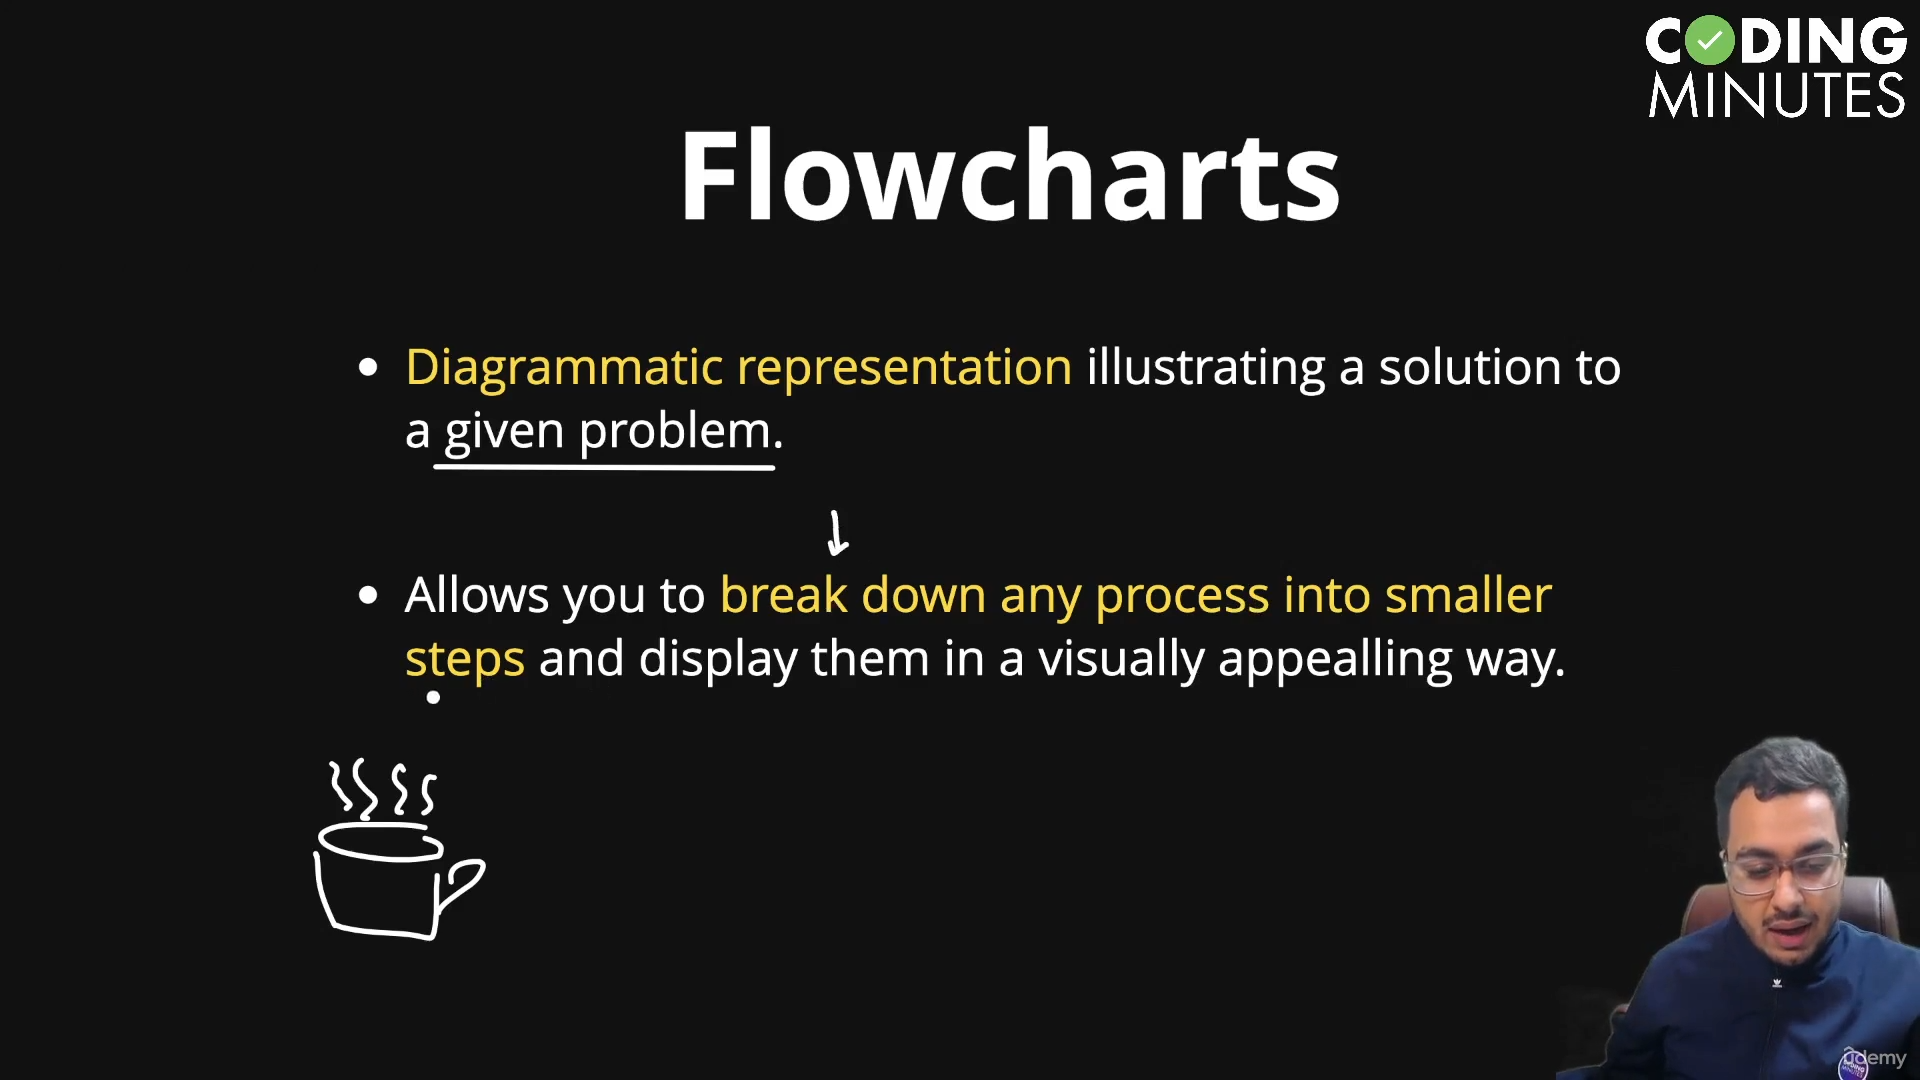 CODING
MINUTES
Flowcharts
• Diagrammatic representation illustrating a solution to
a given problem.
• Allows you to break down any process into smaller
steps and display them in a visually appealling way.
ûdemy